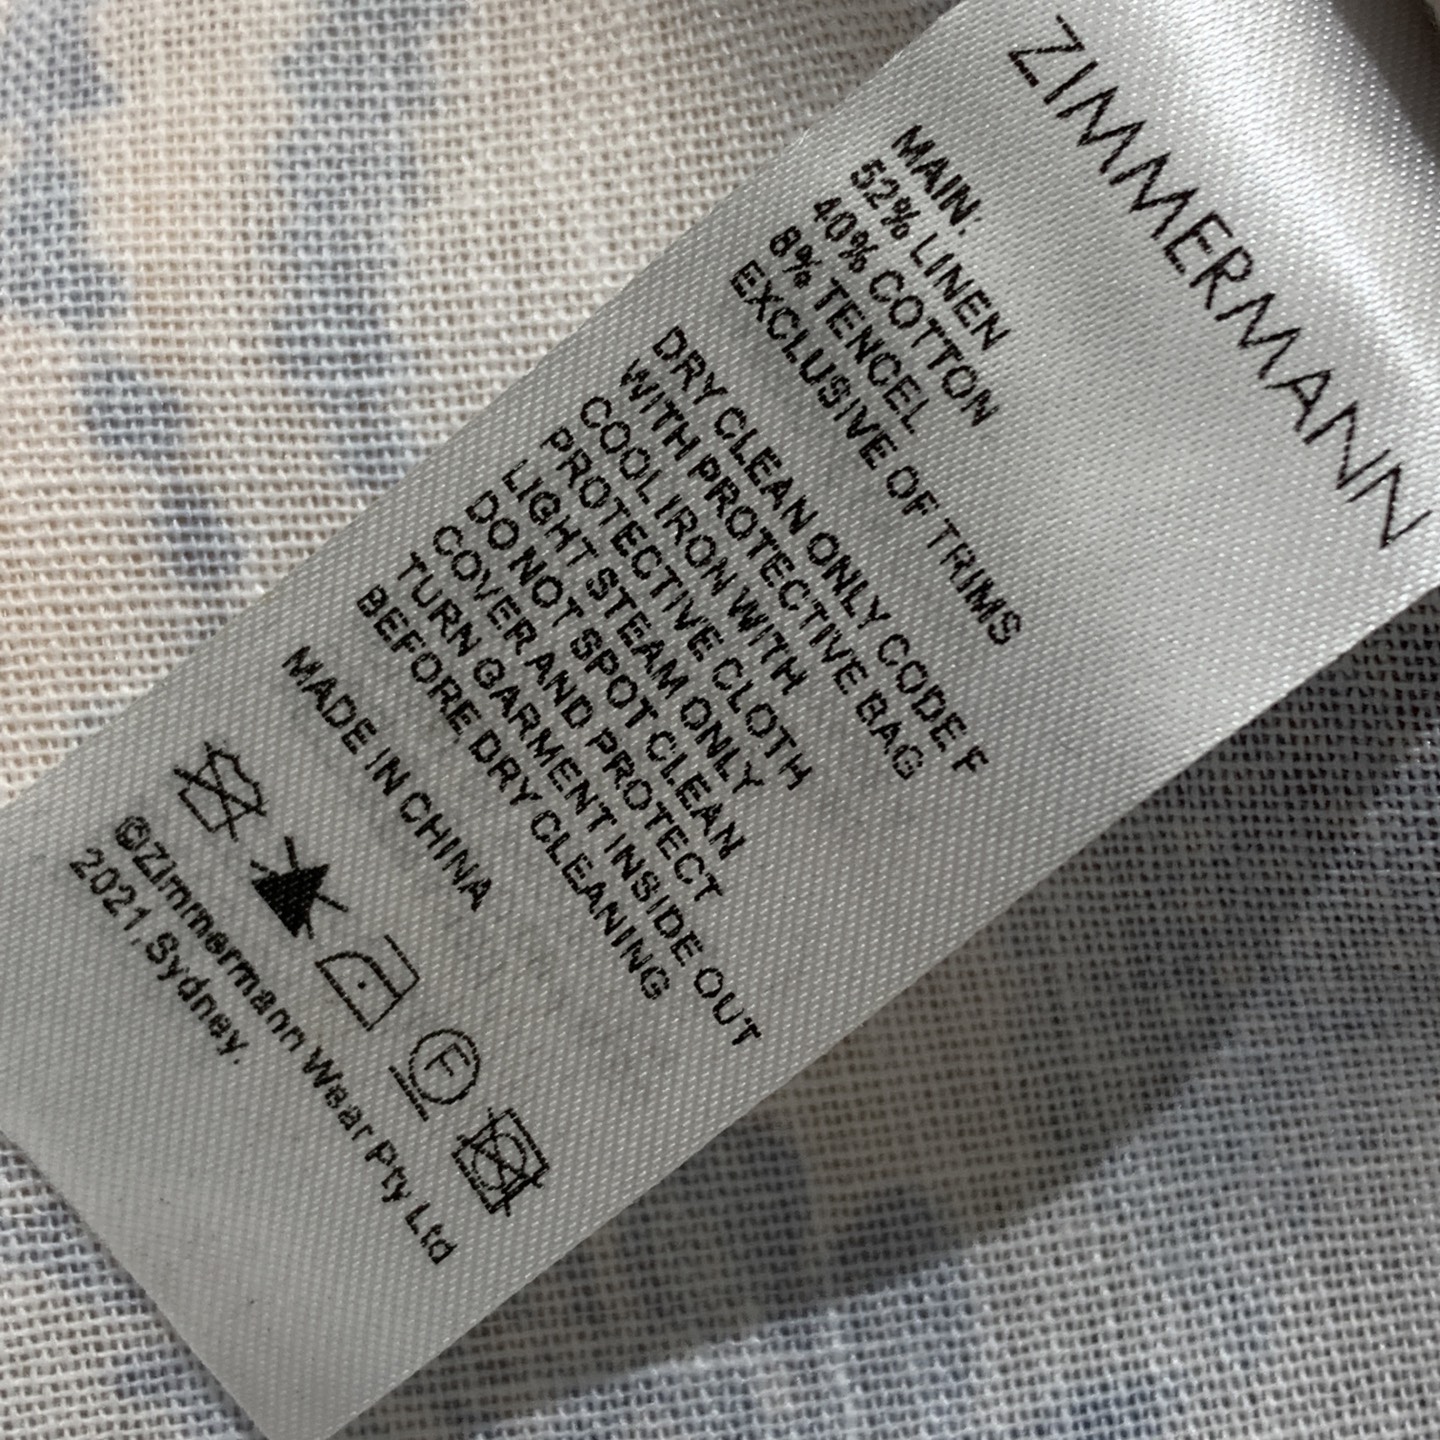 ZIMMERMANN
MAIN:
52% LINEN
40% COTTON
8% TENCEL
EXCLUSIVE OF TRIMS
DRY CLEAN ONLY CODE F
WITH PROTECTIVE BAG
COOL IRON WITH
PROTECTIVE CLOTH
LIGHT STEAM ONLY
DO NOT SPOT CLEAN
COVER AND PROTECT
TURN GARMENT INSIDE OUT
BEFORE DRY CLEANING
MADE IN CHINA
F
©Zimmermann Wear Pty Ltd
2021,Sydney.